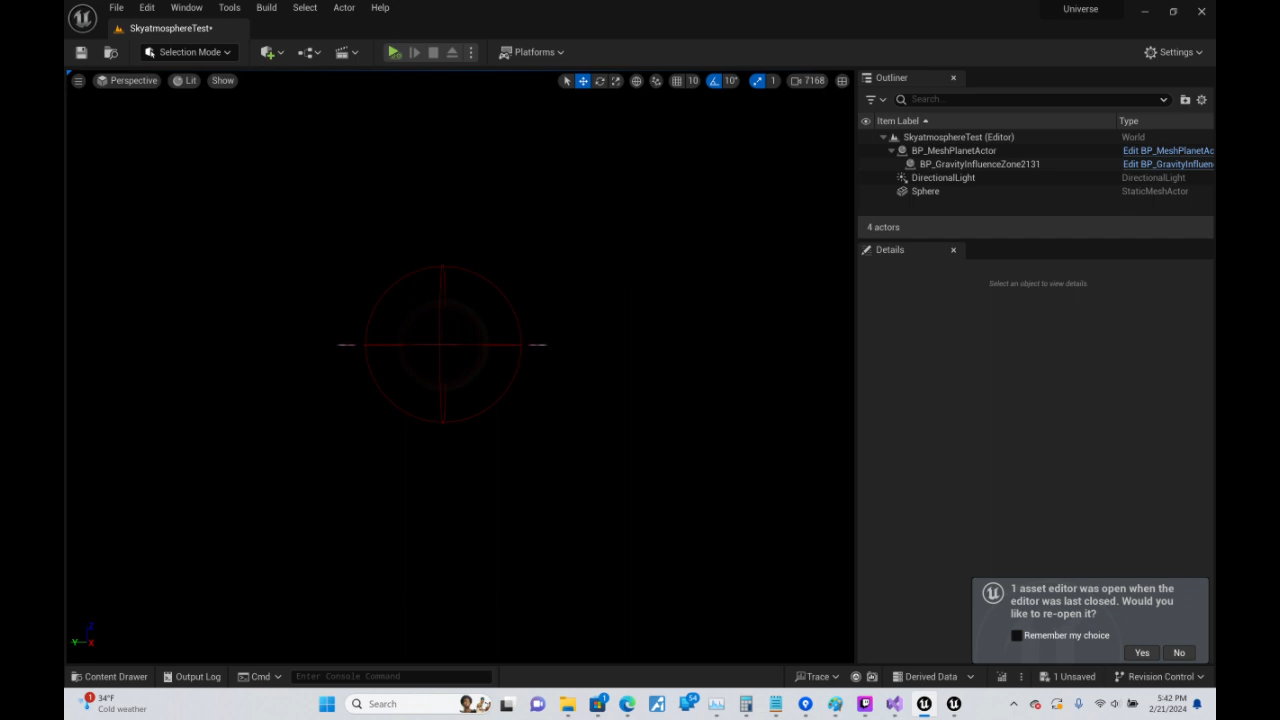 File Edit Window Tools Build Select Actor Help
Universe
SkyatmosphereTest*
Selection Mode
Platforms
Settings
Perspective Lit Show
10 10° 1 7168
Outliner
Search...
Item Label Type
SkyatmosphereTest (Editor) World
BP_MeshPlanetActor Edit BP_MeshPlanetAc
BP_GravityInfluenceZone2131 Edit BP_GravityInfluen
DirectionalLight DirectionalLight
Sphere StaticMeshActor
4 actors
Details
Select an object to view details.
1 asset editor was open when the
editor was last closed. Would you
like to re-open it?
Remember my choice
Yes No
Z
Y X
Content Drawer Output Log Cmd Enter Console Command Trace Derived Data 1 Unsaved Revision Control
1 34°F
Cold weather
Search
1 54
5:42 PM
2/21/2024